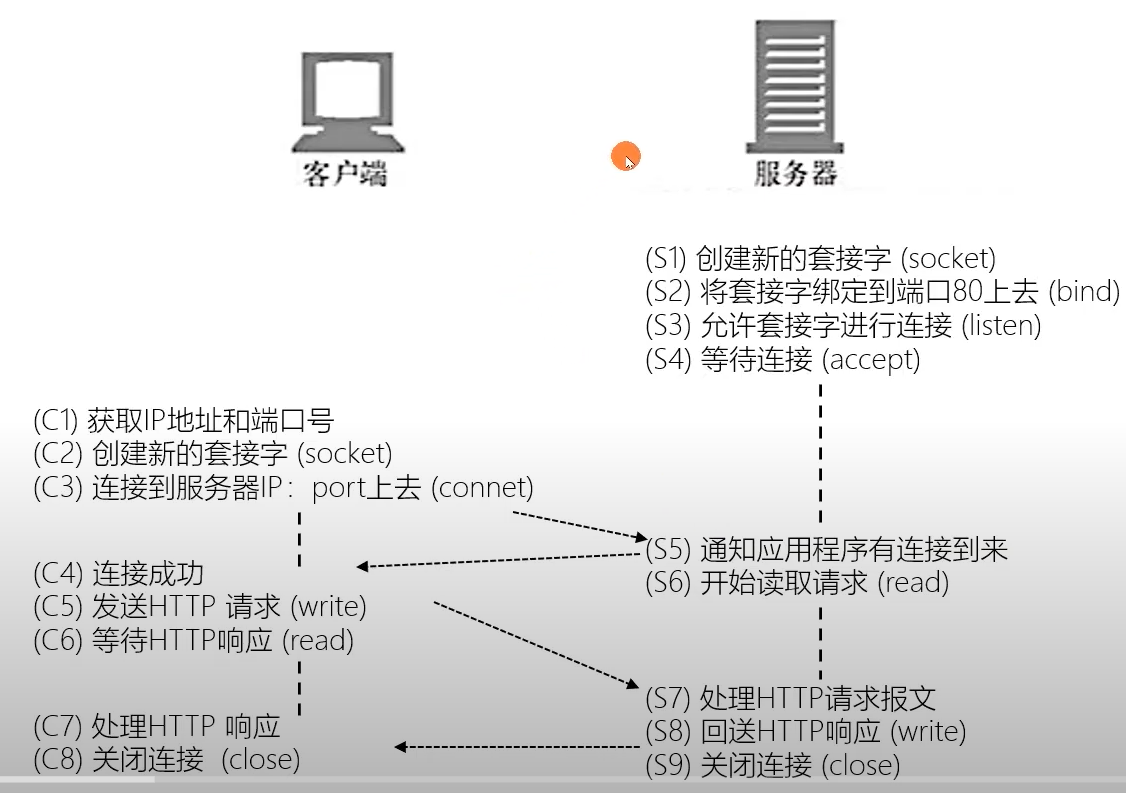 客户端
服务器
(S1) 创建新的套接字 (socket)
(S2) 将套接字绑定到端口80上去 (bind)
(S3) 允许套接字进行连接 (listen)
(S4) 等待连接 (accept)
(C1) 获取IP地址和端口号
(C2) 创建新的套接字 (socket)
(C3) 连接到服务器IP：port上去 (connet)
(S5) 通知应用程序有连接到来
(S6) 开始读取请求 (read)
(C4) 连接成功
(C5) 发送HTTP 请求 (write)
(C6) 等待HTTP响应 (read)
(S7) 处理HTTP请求报文
(S8) 回送HTTP响应 (write)
(S9) 关闭连接 (close)
(C7) 处理HTTP 响应
(C8) 关闭连接 (close)